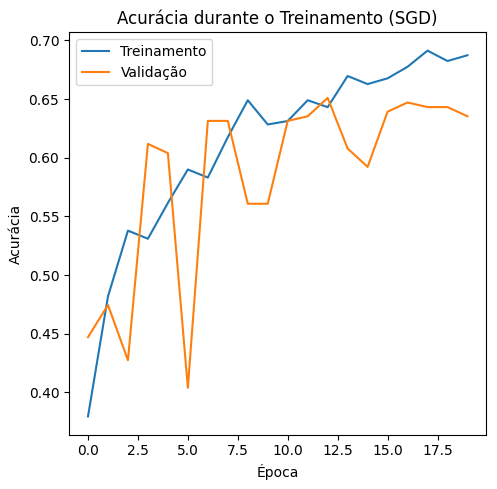 Acurácia durante o Treinamento (SGD)
Treinamento
Validação
Acurácia
0.70
0.65
0.60
0.55
0.50
0.45
0.40
0.0 2.5 5.0 7.5 10.0 12.5 15.0 17.5
Época